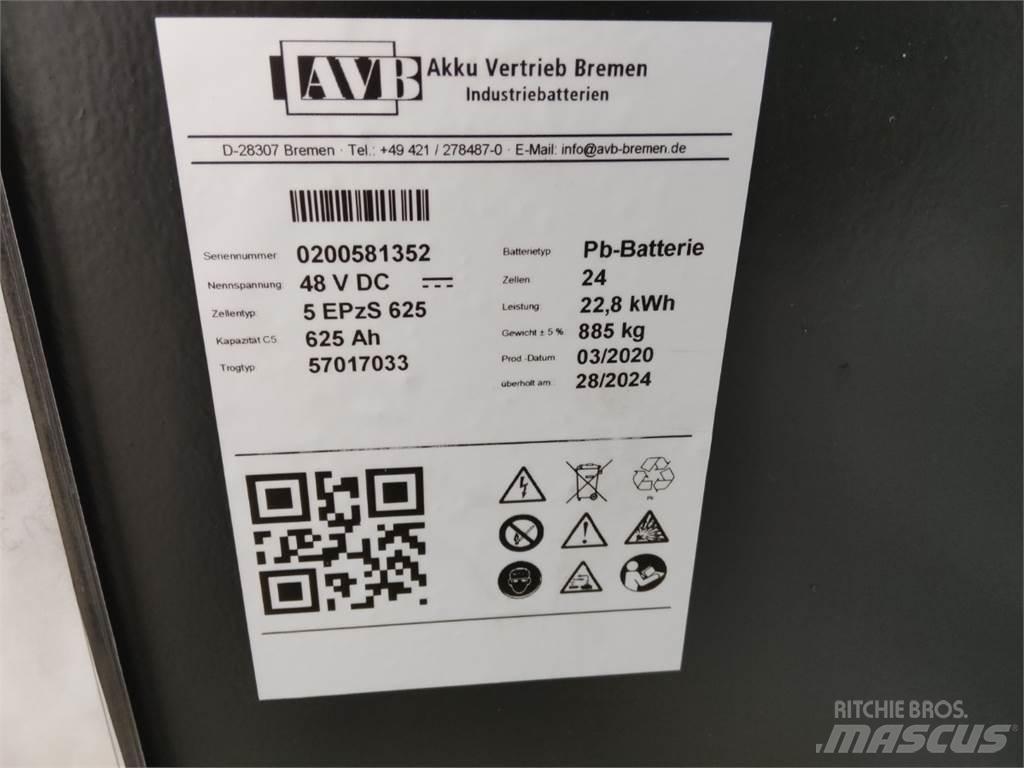 AVB Akku Vertrieb Bremen
Industriebatterien
D-28307 Bremen · Tel.: +49 421 / 278487-0 · E-Mail: info@avb-bremen.de
Seriennummer: 0200581352
Nennspannung: 48 V DC
Zellentyp: 5 EPzS 625
Kapazität C5: 625 Ah
Trogtyp: 57017033
Batterietyp: Pb-Batterie
Zellen: 24
Leistung: 22,8 kWh
Gewicht ± 5 %: 885 kg
Prod.-Datum: 03/2020
überholt am: 28/2024
Pb
RITCHIE BROS.
MASCUS